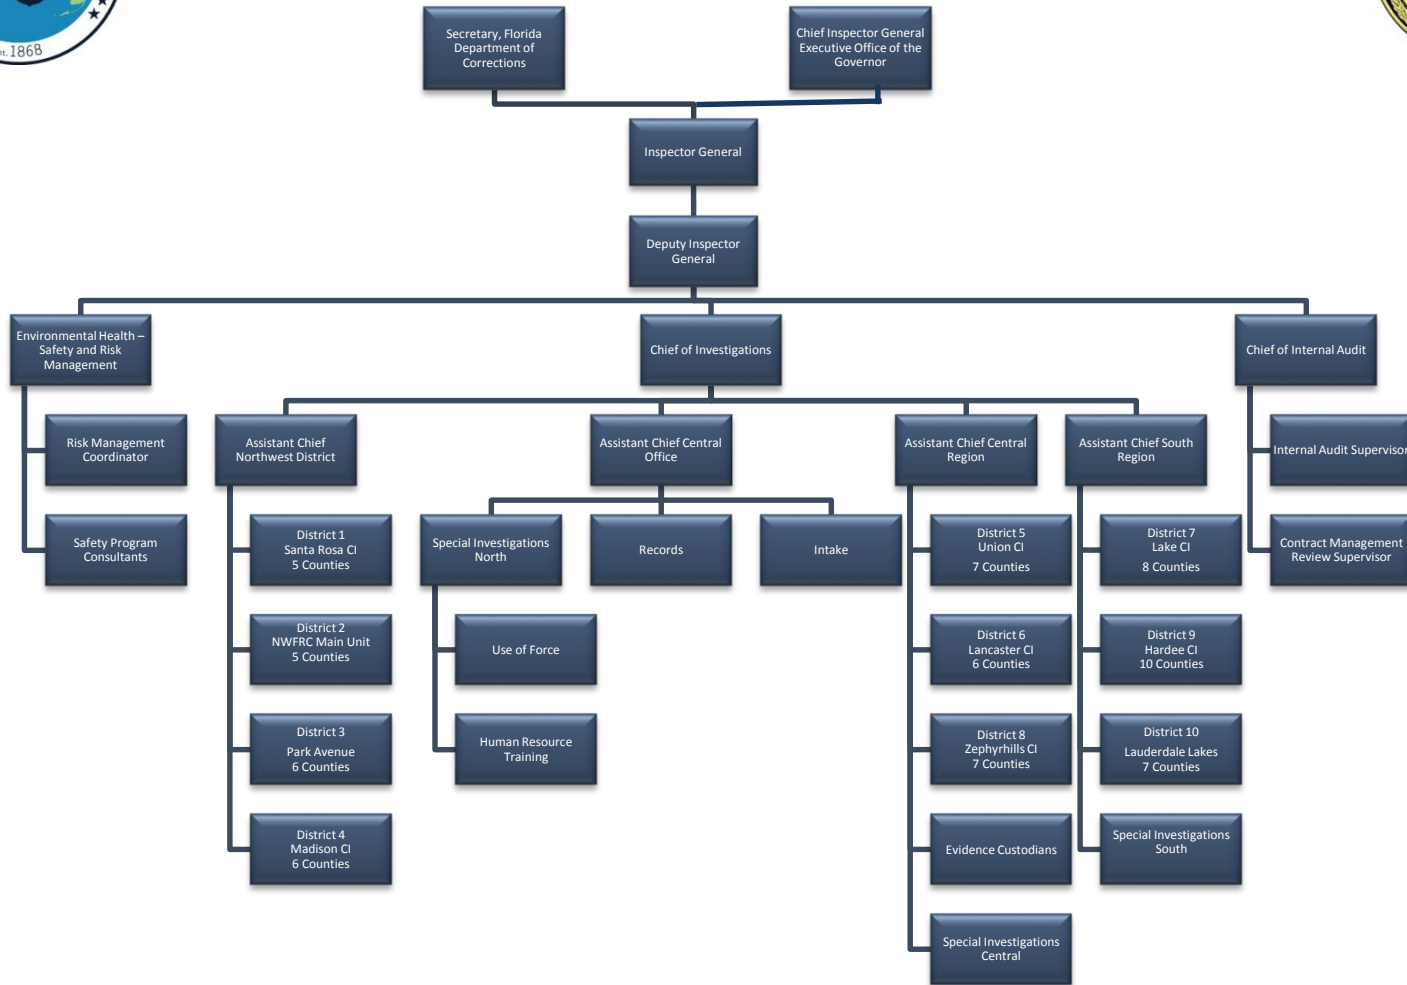 1868
Secretary, Florida
Department of
Corrections
Chief Inspector General
Executive Office of the
Governor
Inspector General
Deputy Inspector
General
Environmental Health –
Safety and Risk
Management
Chief of Investigations
Chief of Internal Audit
Risk Management
Coordinator
Safety Program
Consultants
Assistant Chief
Northwest District
District 1
Santa Rosa CI
5 Counties
District 2
NWFRC Main Unit
5 Counties
District 3
Park Avenue
6 Counties
District 4
Madison CI
6 Counties
Assistant Chief Central
Office
Special Investigations
North
Use of Force
Human Resource
Training
Records
Intake
Assistant Chief Central
Region
District 5
Union CI
7 Counties
District 6
Lancaster CI
6 Counties
District 8
Zephyrhills CI
7 Counties
Evidence Custodians
Special Investigations
Central
Assistant Chief South
Region
District 7
Lake CI
8 Counties
District 9
Hardee CI
10 Counties
District 10
Lauderdale Lakes
7 Counties
Special Investigations
South
Internal Audit Supervisor
Contract Management
Review Supervisor